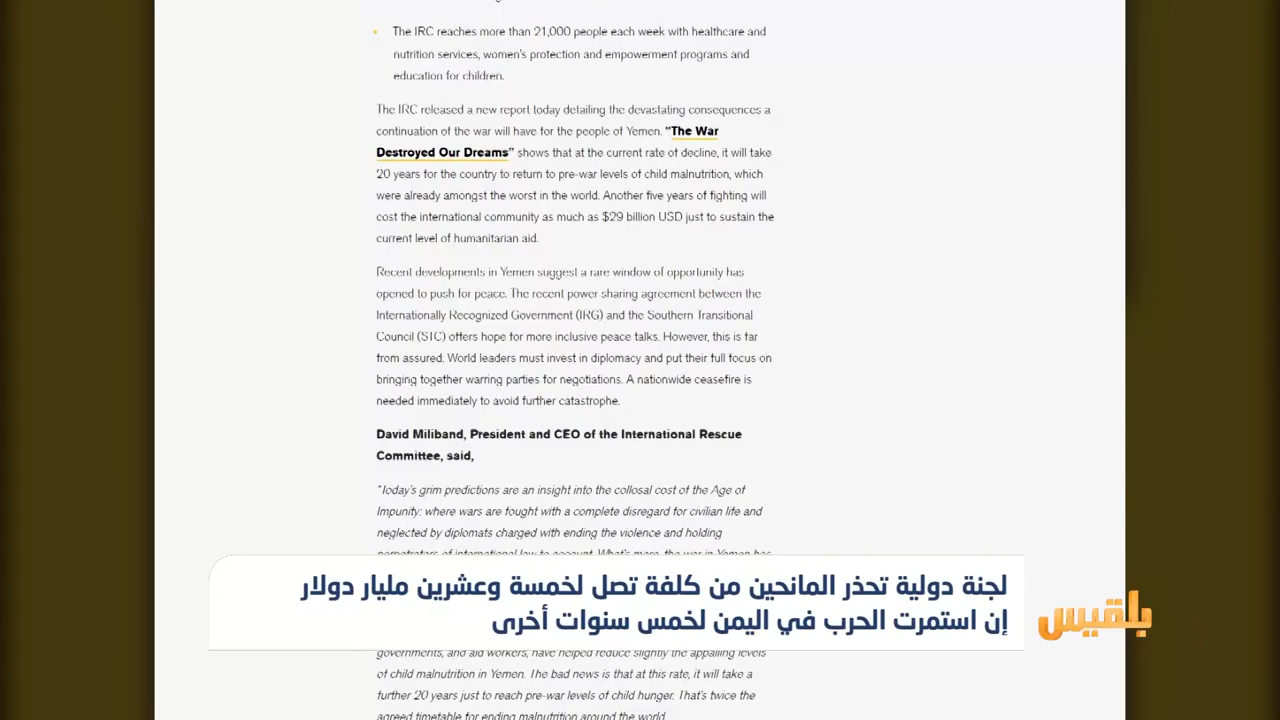 The IRC reaches more than 21,000 people each week with healthcare and
nutrition services, women's protection and empowerment programs and
education for children.
The IRC released a new report today detailing the devastating consequences a
continuation of the war will have for the people of Yemen. "The War
Destroyed Our Dreams" shows that at the current rate of decline, it will take
20 years for the country to return to pre-war levels of child malnutrition, which
were already amongst the worst in the world. Another five years of fighting will
cost the international community as much as $29 billion USD just to sustain the
current level of humanitarian aid.
Recent developments in Yemen suggest a rare window of opportunity has
opened to push for peace. The recent power sharing agreement between the
Internationally Recognized Government (IRG) and the Southern Transitional
Council (STC) offers hope for more inclusive peace talks. However, this is far
from assured. World leaders must invest in diplomacy and put their full focus on
bringing together warring parties for negotiations. A nationwide ceasefire is
needed immediately to avoid further catastrophe.
David Miliband, President and CEO of the International Rescue
Committee, said,
"Today's grim predictions are an insight into the collosal cost of the Age of
Impunity: where wars are fought with a complete disregard for civilian life and
neglected by diplomats charged with ending the violence and holding
perpetrators of international law to account. What's more, the war in Yemen has
لجنة دولية تحذر المانحين من كلفة تصل لخمسة وعشرين مليار دولار
إن استمرت الحرب في اليمن لخمس سنوات أخرى
بلقيس
governments, and aid workers, have helped reduce slightly the appalling levels
of child malnutrition in Yemen. The bad news is that at this rate, it will take a
further 20 years just to reach pre-war levels of child hunger. That's twice the
agreed timetable for ending malnutrition around the world.